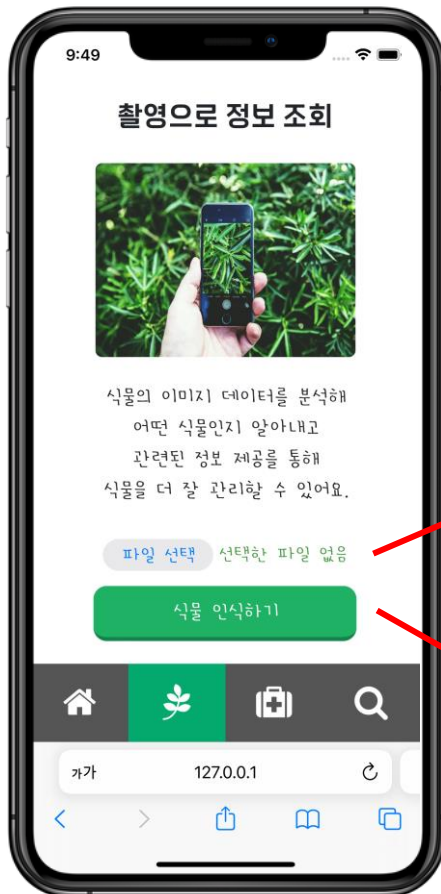 9:49
촬영으로 정보 조회
식물의 이미지 데이터를 분석해
어떤 식물인지 알아내고
관련된 정보 제공를 통해
식물을 더 잘 관리할 수 있어요.
파일 선택 선택한 파일 없음
식물 인식하기
가가 127.0.0.1